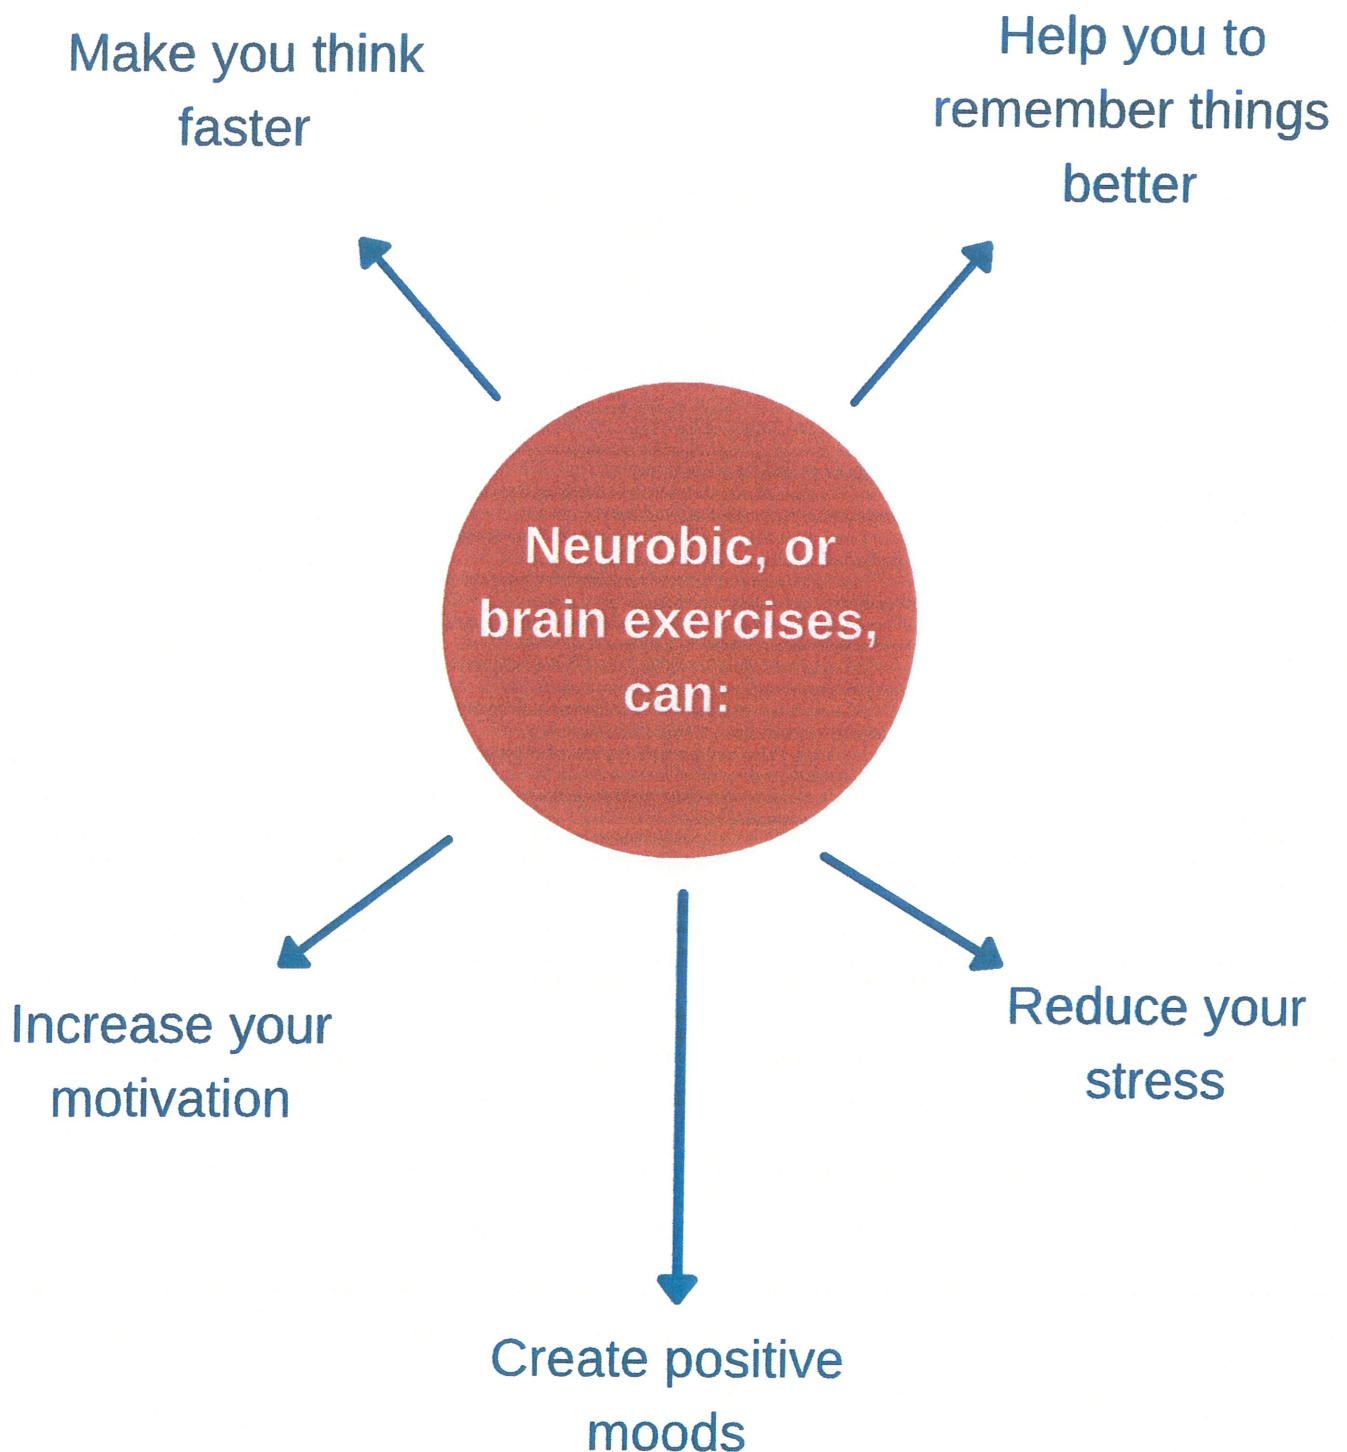 Make you think
faster
Help you to
remember things
better
Neurobic, or
brain exercises,
can:
Increase your
motivation
Reduce your
stress
Create positive
moods